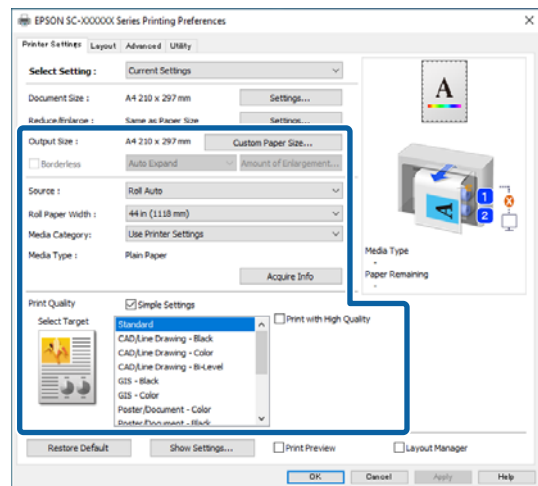 EPSON SC-XXXXXX Series Printing Preferences
Printer Settings Layout Advanced Utility
Select Setting : Current Settings
Document Size : A4 210 x 297 mm Settings...
Reduce/Enlarge : Same as Paper Size Settings...
Output Size : A4 210 x 297 mm Custom Paper Size...
Borderless Auto Expand Amount of Enlargement...
Source : Roll Auto
Roll Paper Width : 44 in (1118 mm)
Media Category: Use Printer Settings
Media Type : Plain Paper
Acquire Info
Print Quality Simple Settings
Select Target
Standard
CAD/Line Drawing - Black
CAD/Line Drawing - Color
CAD/Line Drawing - Bi-Level
GIS - Black
GIS - Color
Poster/Document - Color
Poster/Document - Black
Print with High Quality
A
A
1
2
Media Type
-
Paper Remaining
-
Restore Default Show Settings... Print Preview Layout Manager
OK Cancel Apply Help